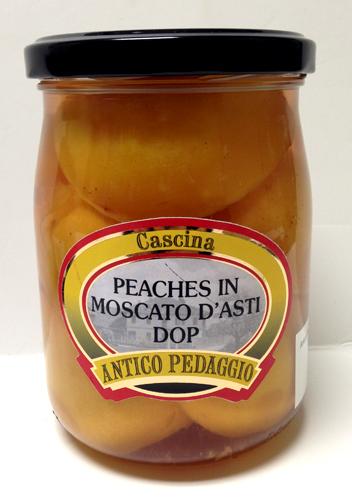 Cascina
PEACHES IN
MOSCATO D'ASTI
DOP
ANTICO PEDAGGIO